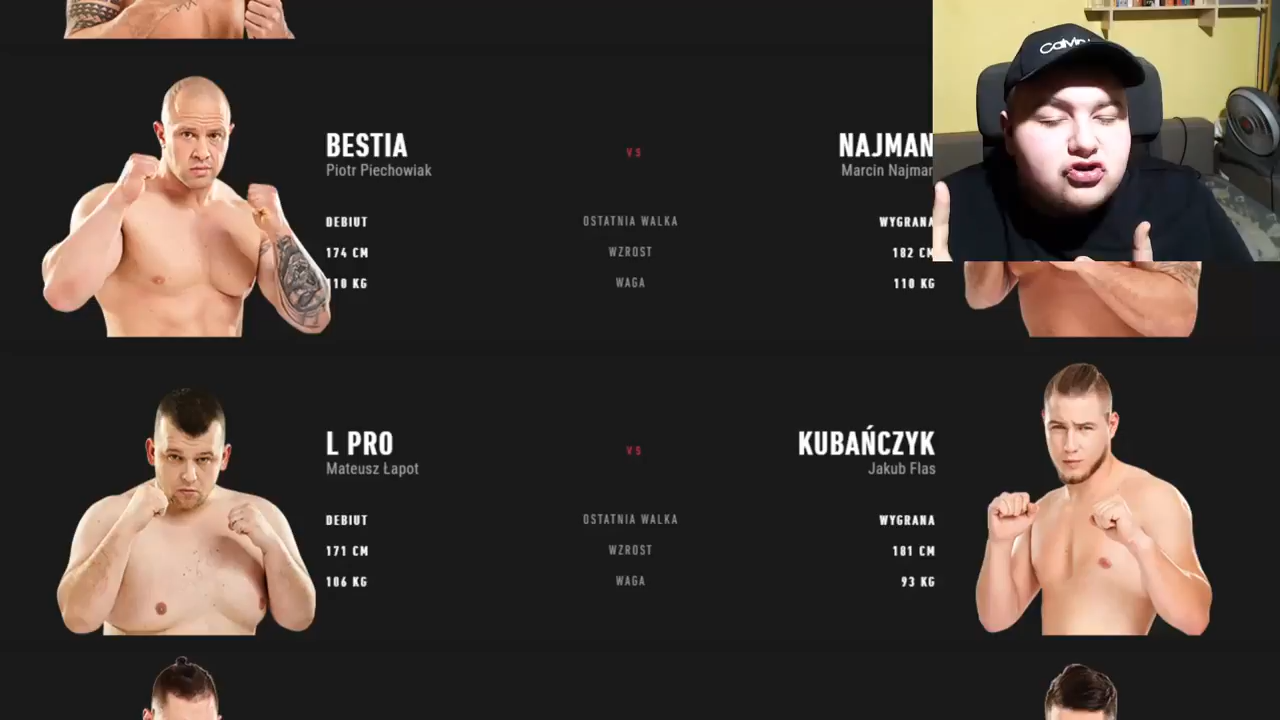 BESTIA
Piotr Piechowiak
VS
NAJMAN
Marcin Najman
DEBIUT
OSTATNIA WALKA
WYGRANA
174 CM
WZROST
182 CM
110 KG
WAGA
110 KG
L PRO
Mateusz Łapot
VS
KUBAŃCZYK
Jakub Flas
DEBIUT
OSTATNIA WALKA
WYGRANA
171 CM
WZROST
181 CM
106 KG
WAGA
93 KG